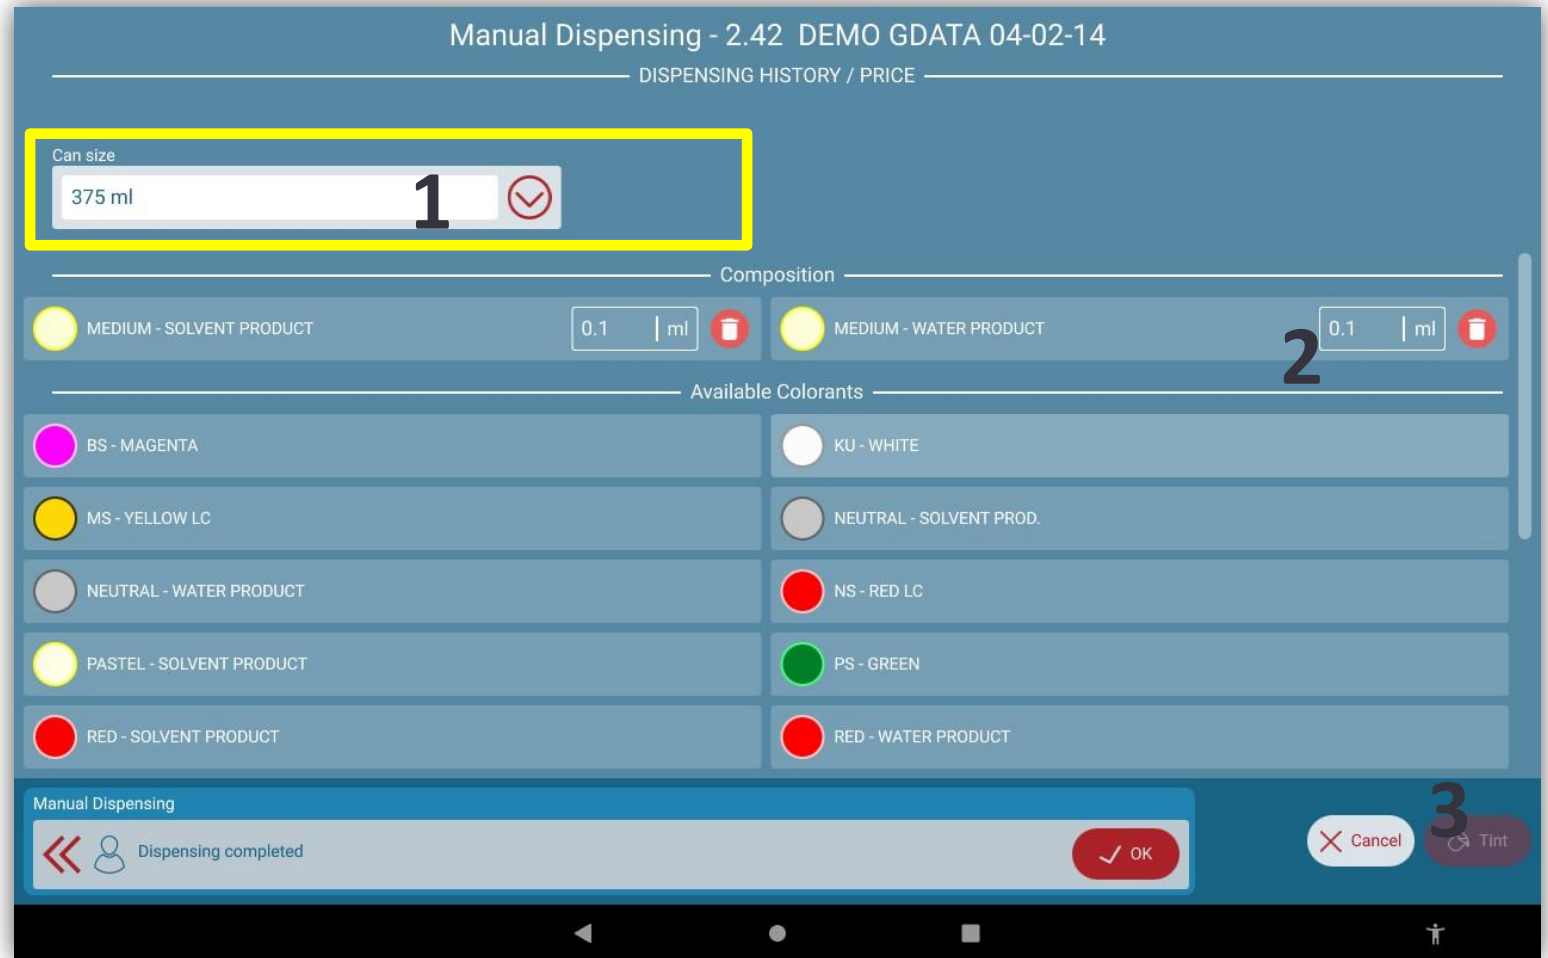 Manual Dispensing - 2.42 DEMO GDATA 04-02-14
DISPENSING HISTORY / PRICE
Can size
375 ml
1
Composition
MEDIUM - SOLVENT PRODUCT 0.1 ml MEDIUM - WATER PRODUCT 0.1 ml
2
Available Colorants
BS - MAGENTA KU - WHITE
MS - YELLOW LC NEUTRAL - SOLVENT PROD.
NEUTRAL - WATER PRODUCT NS - RED LC
PASTEL - SOLVENT PRODUCT PS - GREEN
RED - SOLVENT PRODUCT RED - WATER PRODUCT
Manual Dispensing
3
Dispensing completed OK Cancel Tint